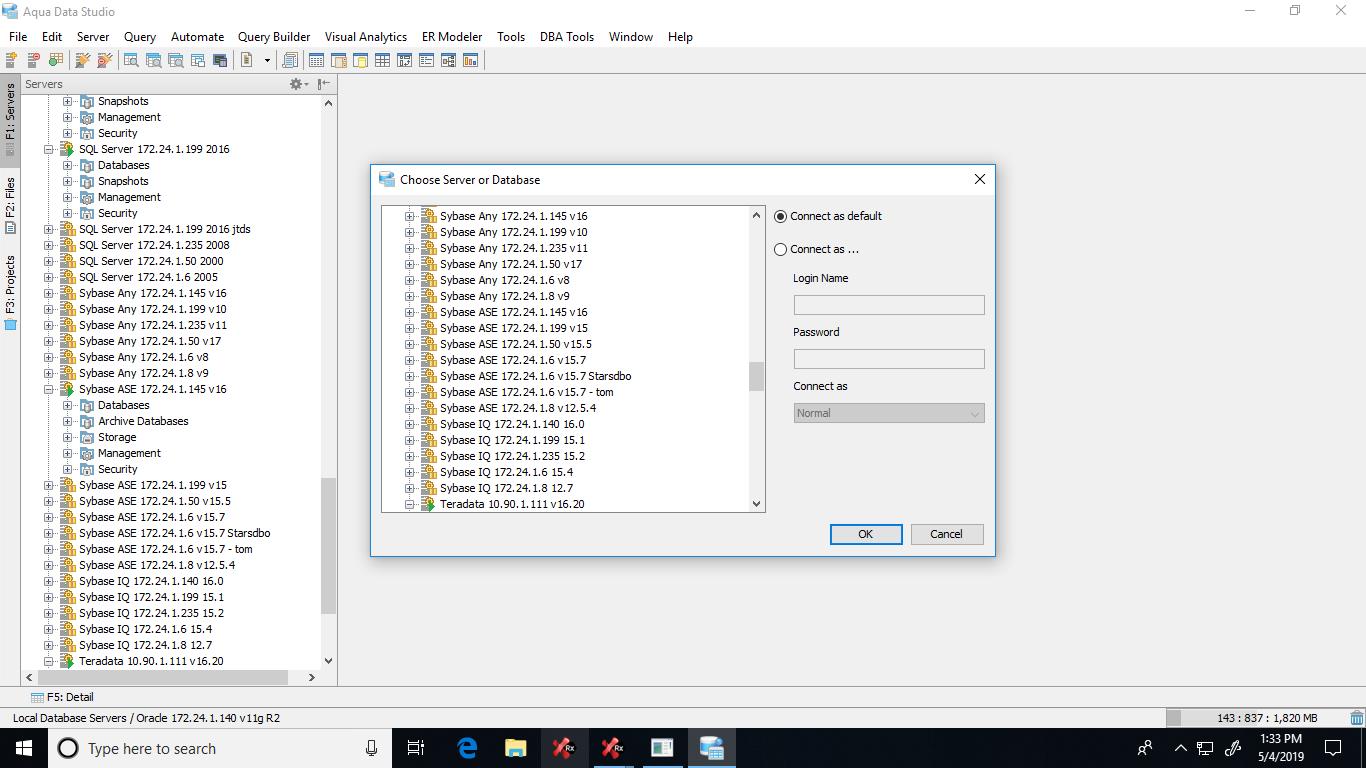 Aqua Data Studio
File Edit Server Query Automate Query Builder Visual Analytics ER Modeler Tools DBA Tools Window Help
F1: Servers
F2: Files
F3: Projects
Servers
Snapshots
Management
Security
SQL Server 172.24.1.199 2016
Databases
Snapshots
Management
Security
SQL Server 172.24.1.199 2016 jtds
SQL Server 172.24.1.235 2008
SQL Server 172.24.1.50 2000
SQL Server 172.24.1.6 2005
Sybase Any 172.24.1.145 v16
Sybase Any 172.24.1.199 v10
Sybase Any 172.24.1.235 v11
Sybase Any 172.24.1.50 v17
Sybase Any 172.24.1.6 v8
Sybase Any 172.24.1.8 v9
Sybase ASE 172.24.1.145 v16
Databases
Archive Databases
Storage
Management
Security
Sybase ASE 172.24.1.199 v15
Sybase ASE 172.24.1.50 v15.5
Sybase ASE 172.24.1.6 v15.7
Sybase ASE 172.24.1.6 v15.7 Starsdbo
Sybase ASE 172.24.1.6 v15.7 - tom
Sybase ASE 172.24.1.8 v12.5.4
Sybase IQ 172.24.1.140 16.0
Sybase IQ 172.24.1.199 15.1
Sybase IQ 172.24.1.235 15.2
Sybase IQ 172.24.1.6 15.4
Sybase IQ 172.24.1.8 12.7
Teradata 10.90.1.111 v16.20
Choose Server or Database
Sybase Any 172.24.1.145 v16
Sybase Any 172.24.1.199 v10
Sybase Any 172.24.1.235 v11
Sybase Any 172.24.1.50 v17
Sybase Any 172.24.1.6 v8
Sybase Any 172.24.1.8 v9
Sybase ASE 172.24.1.145 v16
Sybase ASE 172.24.1.199 v15
Sybase ASE 172.24.1.50 v15.5
Sybase ASE 172.24.1.6 v15.7
Sybase ASE 172.24.1.6 v15.7 Starsdbo
Sybase ASE 172.24.1.6 v15.7 - tom
Sybase ASE 172.24.1.8 v12.5.4
Sybase IQ 172.24.1.140 16.0
Sybase IQ 172.24.1.199 15.1
Sybase IQ 172.24.1.235 15.2
Sybase IQ 172.24.1.6 15.4
Sybase IQ 172.24.1.8 12.7
Teradata 10.90.1.111 v16.20
Connect as default
Connect as ...
Login Name
Password
Connect as
Normal
OK Cancel
F5: Detail
Local Database Servers / Oracle 172.24.1.140 v11g R2
143 : 837 : 1,820 MB
Type here to search
Rx
Rx
1:33 PM
5/4/2019